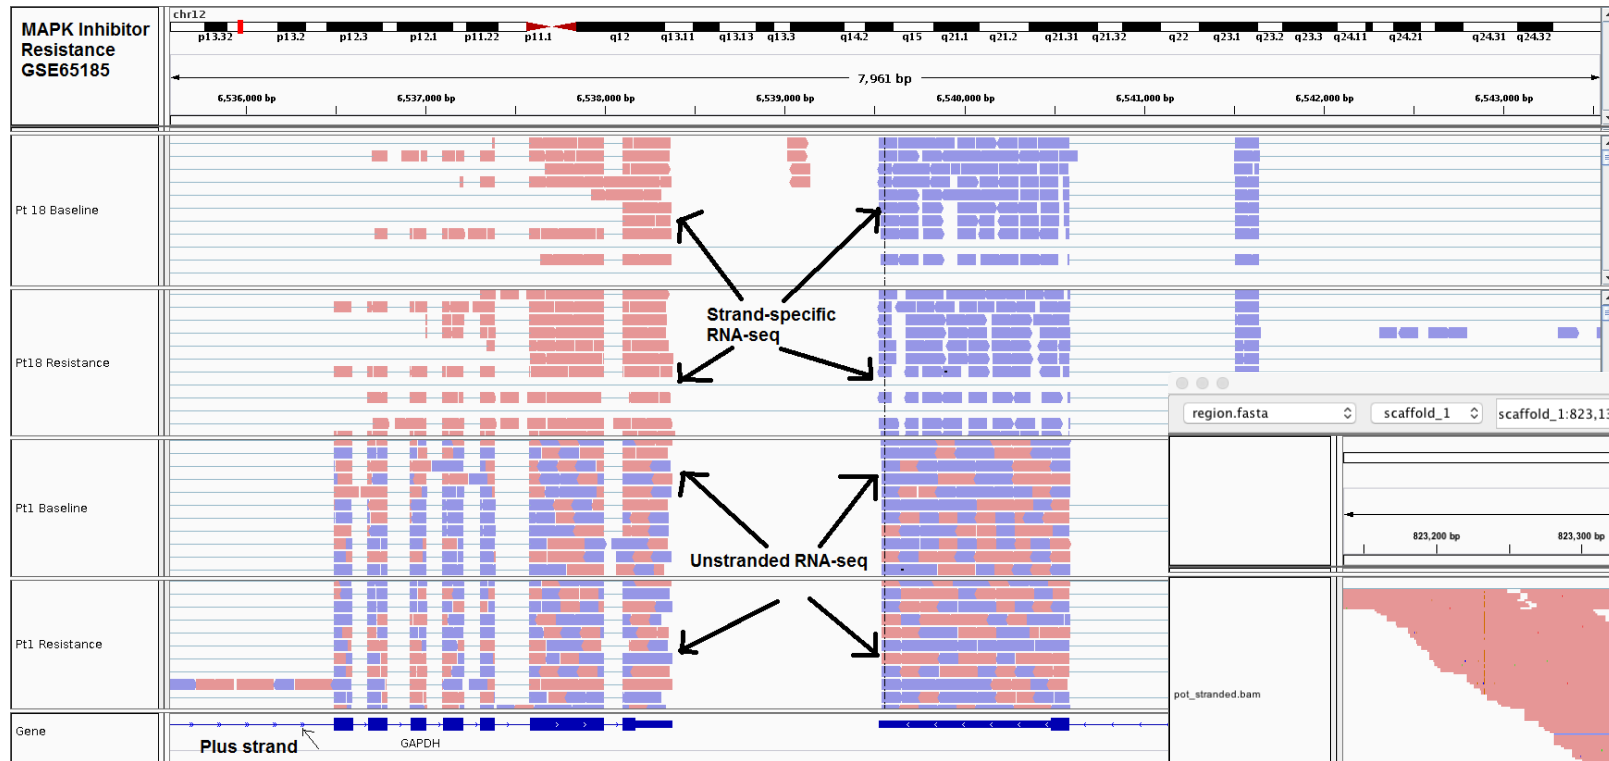 MAPK Inhibitor
Resistance
GSE65185
chr12
p13.32 p13.2 p12.3 p12.1 p11.22 p11.1 q12 q13.11 q13.13 q13.3 q14.2 q15 q21.1 q21.2 q21.31 q21.32 q22 q23.1 q23.2 q23.3 q24.11 q24.21 q24.31 q24.32
7,961 bp
6,536,000 bp 6,537,000 bp 6,538,000 bp 6,539,000 bp 6,540,000 bp 6,541,000 bp 6,542,000 bp 6,543,000 bp
Pt 18 Baseline
Strand-specific
RNA-seq
Pt18 Resistance
region.fasta scaffold_1 scaffold_1:823,13
Pt1 Baseline
823,200 bp 823,300 bp
Unstranded RNA-seq
Pt1 Resistance
pot_stranded.bam
Gene
Plus strand
GAPDH